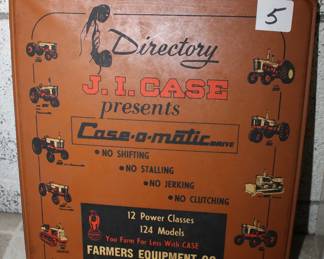 5
Directory
J. I. CASE
presents
Case-o-matic DRIVE
• NO SHIFTING
• NO STALLING
• NO JERKING
• NO CLUTCHING
12 Power Classes
124 Models
You Farm For Less With CASE
FARMERS EQUIPMENT CO